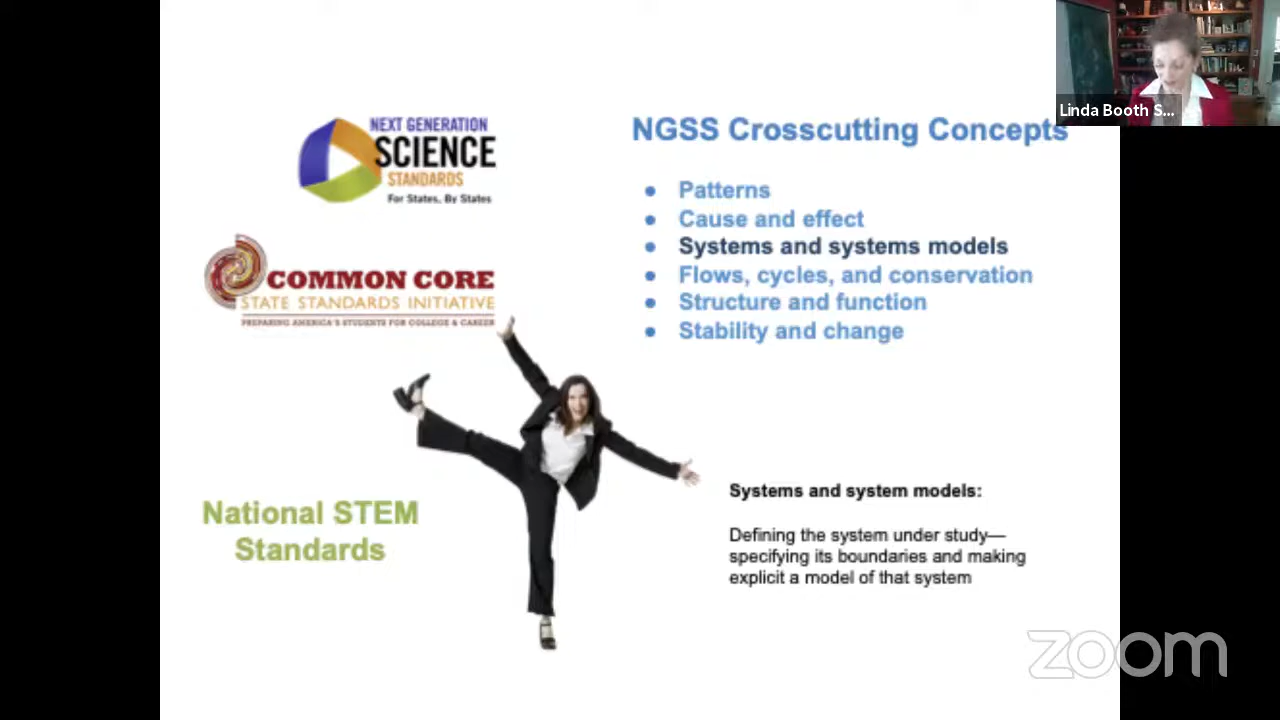 Linda Booth S...
NEXT GENERATION
SCIENCE
STANDARDS
For States, By States
COMMON CORE
STATE STANDARDS INITIATIVE
PREPARING AMERICA'S STUDENTS FOR COLLEGE & CAREER
NGSS Crosscutting Concepts
● Patterns
● Cause and effect
● Systems and systems models
● Flows, cycles, and conservation
● Structure and function
● Stability and change
National STEM
Standards
Systems and system models:
Defining the system under study—
specifying its boundaries and making
explicit a model of that system
zoom